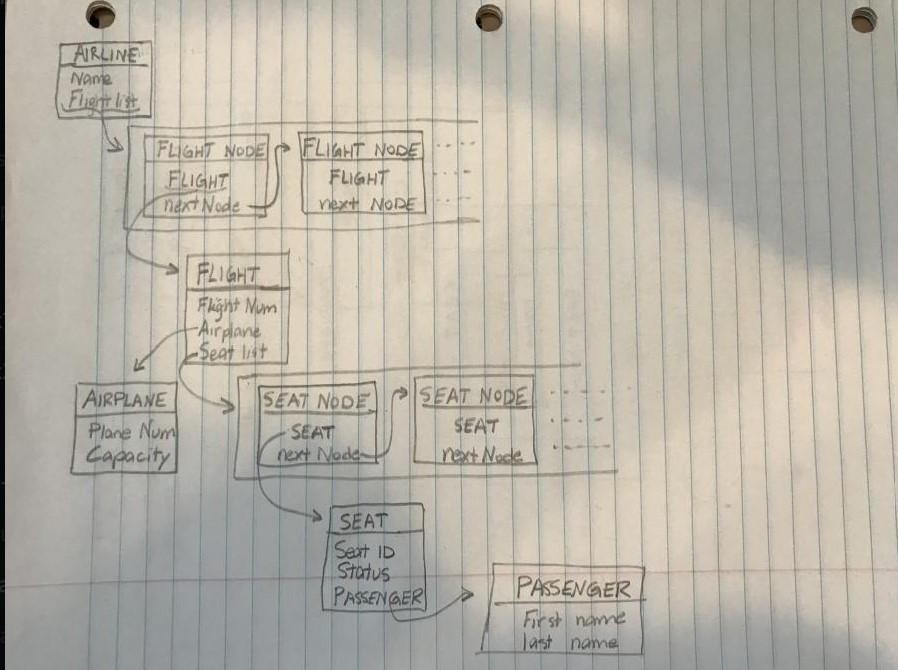 AIRLINE
Name
Flight list
FLIGHT NODE
FLIGHT
next Node
FLIGHT NODE
FLIGHT
next NODE
FLIGHT
Flight Num
Airplane
Seat list
AIRPLANE
Plane Num
Capacity
SEAT NODE
SEAT
next Node
SEAT NODE
SEAT
next Node
SEAT
Seat ID
Status
PASSENGER
PASSENGER
First name
last name